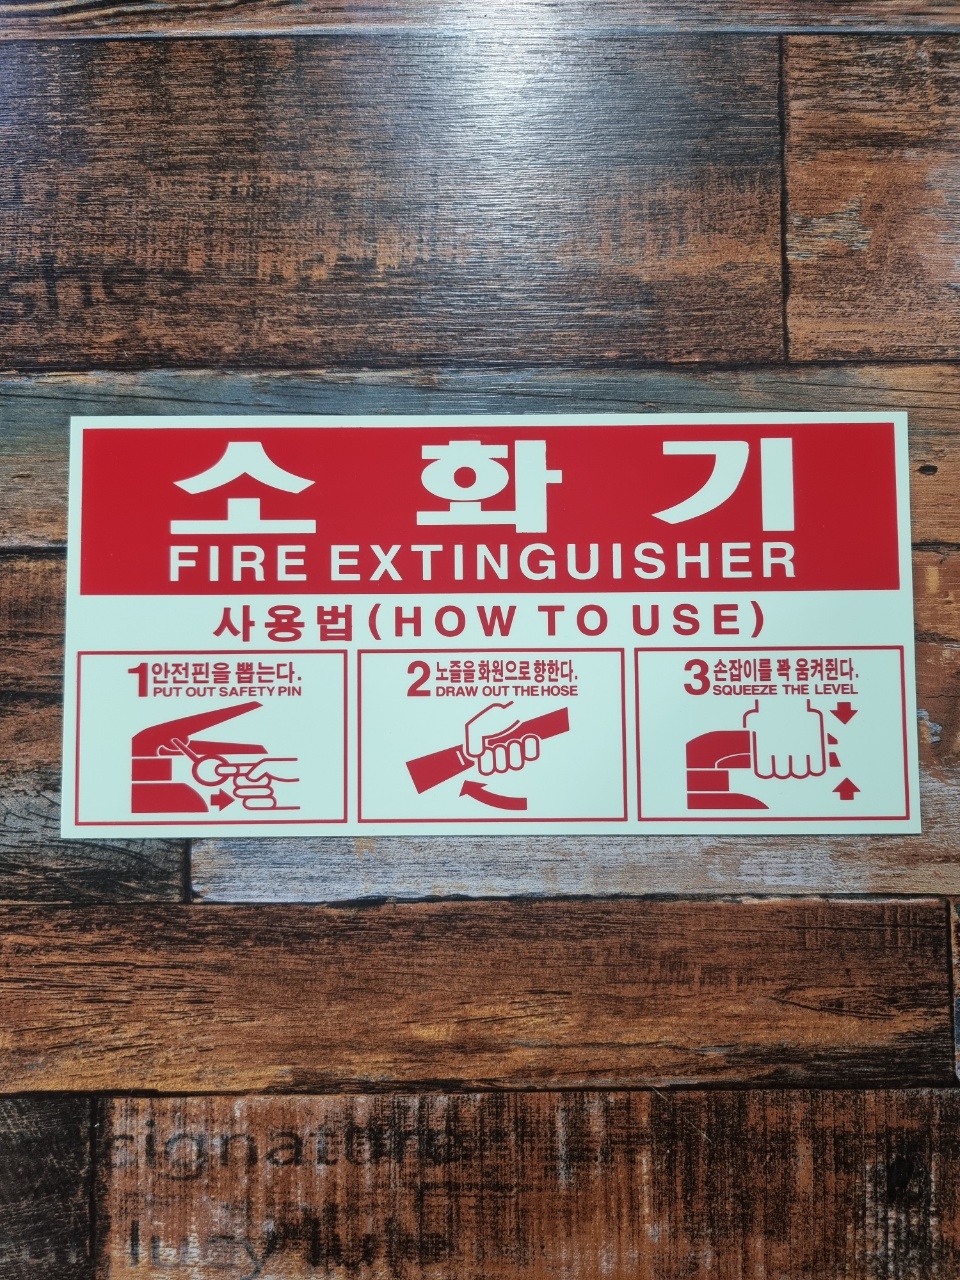 소화기
FIRE EXTINGUISHER
사용법(HOW TO USE)
1 안전핀을 뽑는다.
PUT OUT SAFETY PIN
2 노즐을 화원으로 향한다.
DRAW OUT THE HOSE
3 손잡이를 꽉 움켜쥔다.
SQUEEZE THE LEVEL
signature